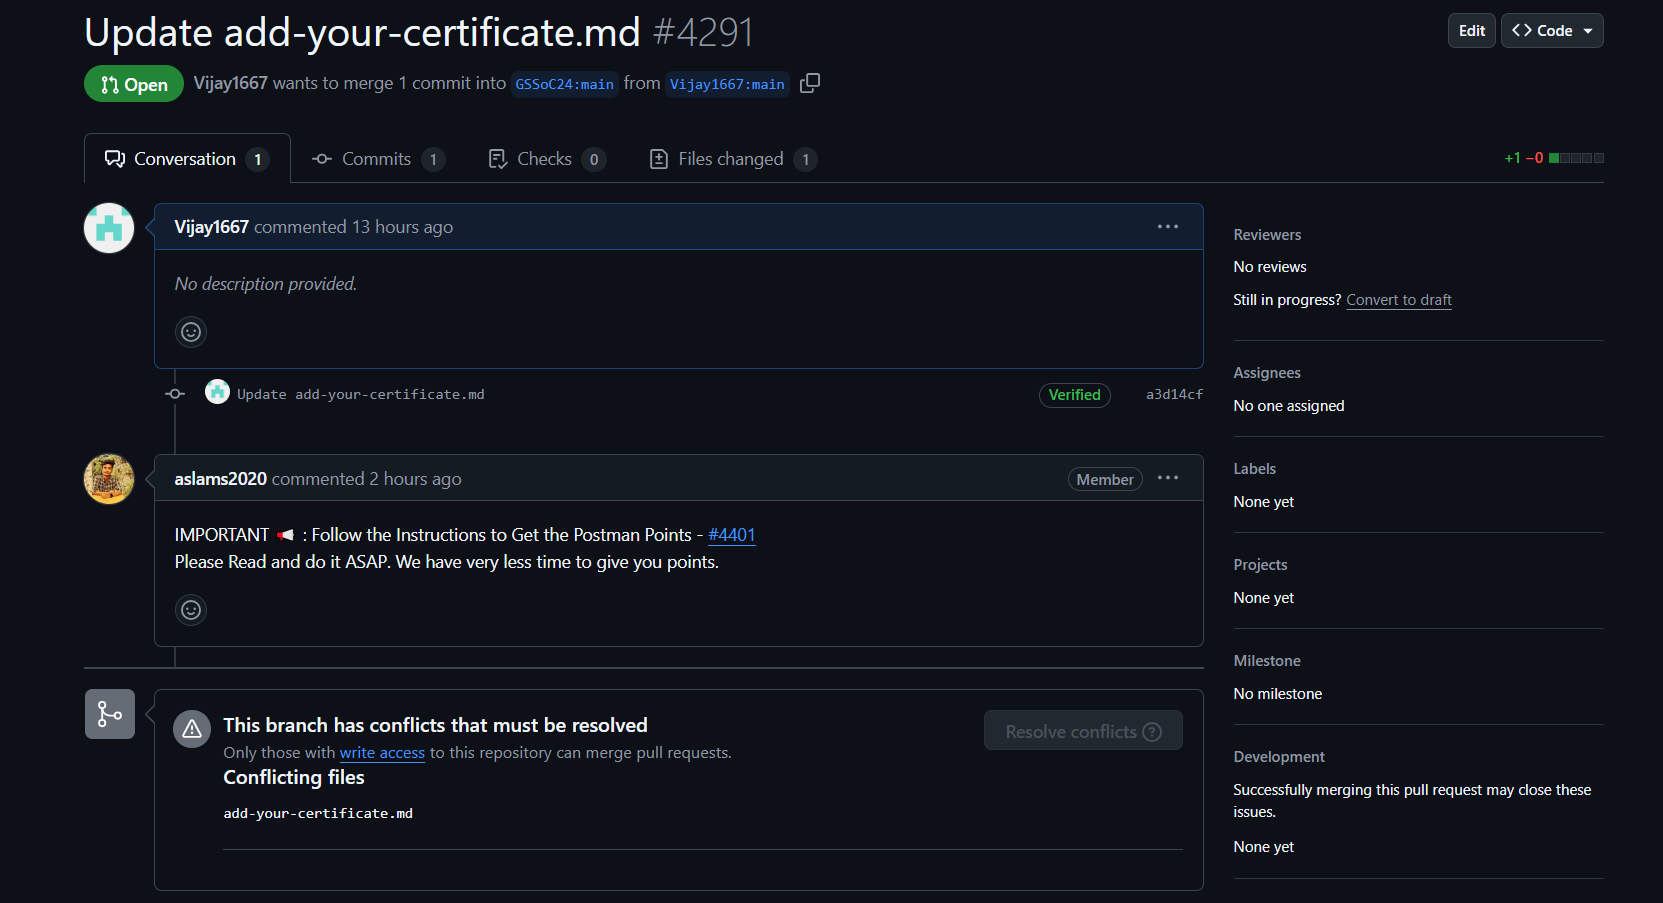 Update add-your-certificate.md #4291
Edit
Code
Open
Vijay1667 wants to merge 1 commit into GSSoC24:main from Vijay1667:main
Conversation 1
Commits 1
Checks 0
Files changed 1
+1 −0
Vijay1667 commented 13 hours ago
No description provided.
Update add-your-certificate.md
Verified
a3d14cf
aslams2020 commented 2 hours ago
Member
IMPORTANT : Follow the Instructions to Get the Postman Points - #4401
Please Read and do it ASAP. We have very less time to give you points.
This branch has conflicts that must be resolved
Only those with write access to this repository can merge pull requests.
Resolve conflicts
Conflicting files
add-your-certificate.md
Reviewers
No reviews
Still in progress? Convert to draft
Assignees
No one assigned
Labels
None yet
Projects
None yet
Milestone
No milestone
Development
Successfully merging this pull request may close these
issues.
None yet